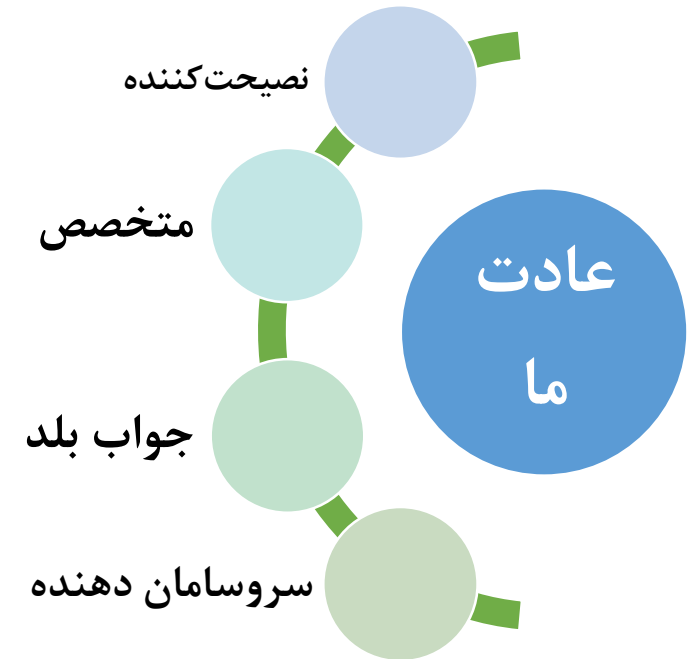 عادت
ما
نصیحت‌کننده
متخصص
جواب بلد
سروسامان دهنده